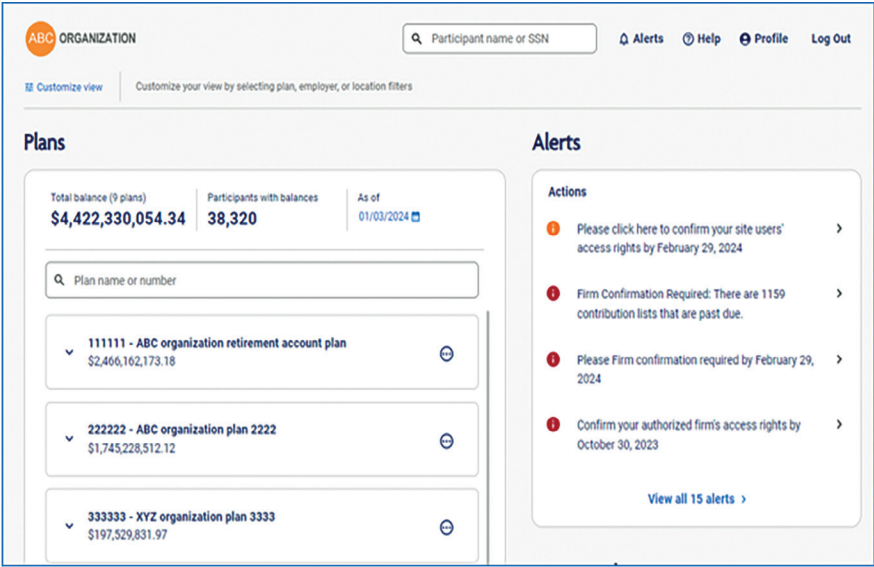 ABC ORGANIZATION
Participant name or SSN
Alerts
Help
Profile
Log Out
Customize view
Customize your view by selecting plan, employer, or location filters
Plans
Total balance (9 plans)
$4,422,330,054.34
Participants with balances
38,320
As of
01/03/2024
Plan name or number
111111 - ABC organization retirement account plan
$2,466,162,173.18
222222 - ABC organization plan 2222
$1,745,228,512.12
333333 - XYZ organization plan 3333
$197,529,831.97
Alerts
Actions
Please click here to confirm your site users'
access rights by February 29, 2024
Firm Confirmation Required: There are 1159
contribution lists that are past due.
Please Firm confirmation required by February 29,
2024
Confirm your authorized firm's access rights by
October 30, 2023
View all 15 alerts